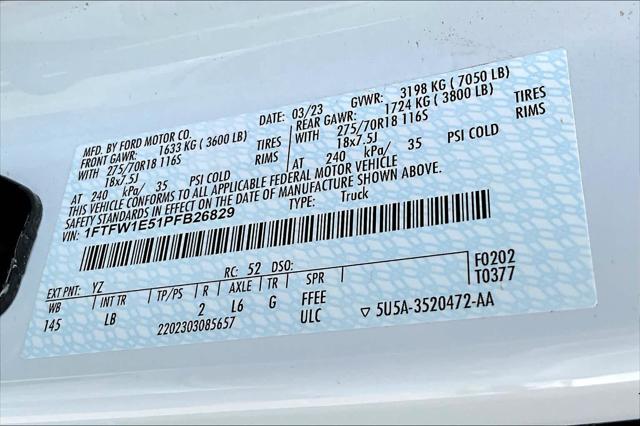 MFD. BY FORD MOTOR CO. DATE: 03/23 GVWR: 3198 KG (7050 LB)
FRONT GAWR: 1633 KG (3600 LB) REAR GAWR: 1724 KG (3800 LB)
WITH 275/70R18 116S TIRES WITH 275/70R18 116S TIRES
18x7.5J RIMS 18x7.5J RIMS
AT 240 kPa/ 35 PSI COLD AT 240 kPa/ 35 PSI COLD
THIS VEHICLE CONFORMS TO ALL APPLICABLE FEDERAL MOTOR VEHICLE
SAFETY STANDARDS IN EFFECT ON THE DATE OF MANUFACTURE SHOWN ABOVE.
VIN: 1FTFW1E51PFB26829 TYPE: Truck
EXT PNT: YZ RC: 52 DSO: F0202
WB INT TR TP/PS R AXLE TR SPR T0377
145 LB 2 L6 G FFEE
2202303085657 ULC ▽ 5U5A-3520472-AA